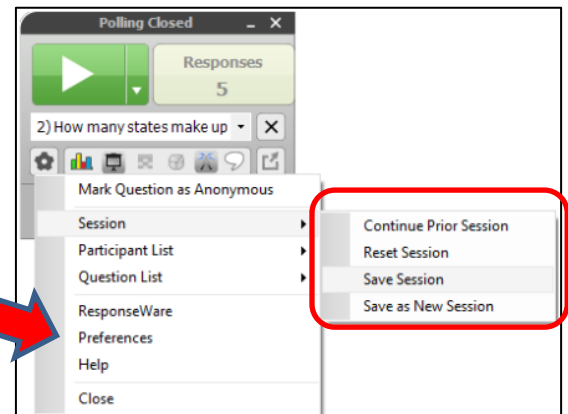 Polling Closed
Responses
5
2) How many states make up
Mark Question as Anonymous
Session
Participant List
Question List
ResponseWare
Preferences
Help
Close
Continue Prior Session
Reset Session
Save Session
Save as New Session